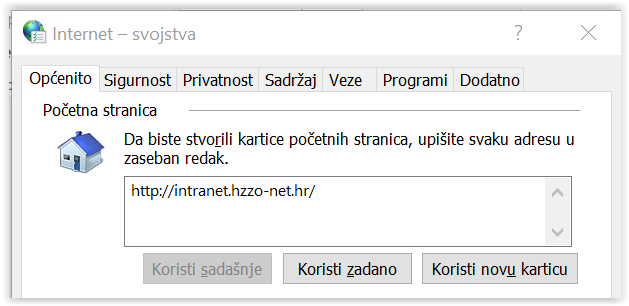 Internet – svojstva
Općenito Sigurnost Privatnost Sadržaj Veze Programi Dodatno
Početna stranica
Da biste stvorili kartice početnih stranica, upišite svaku adresu u
zaseban redak.
http://intranet.hzzo-net.hr/
Koristi sadašnje Koristi zadano Koristi novu karticu